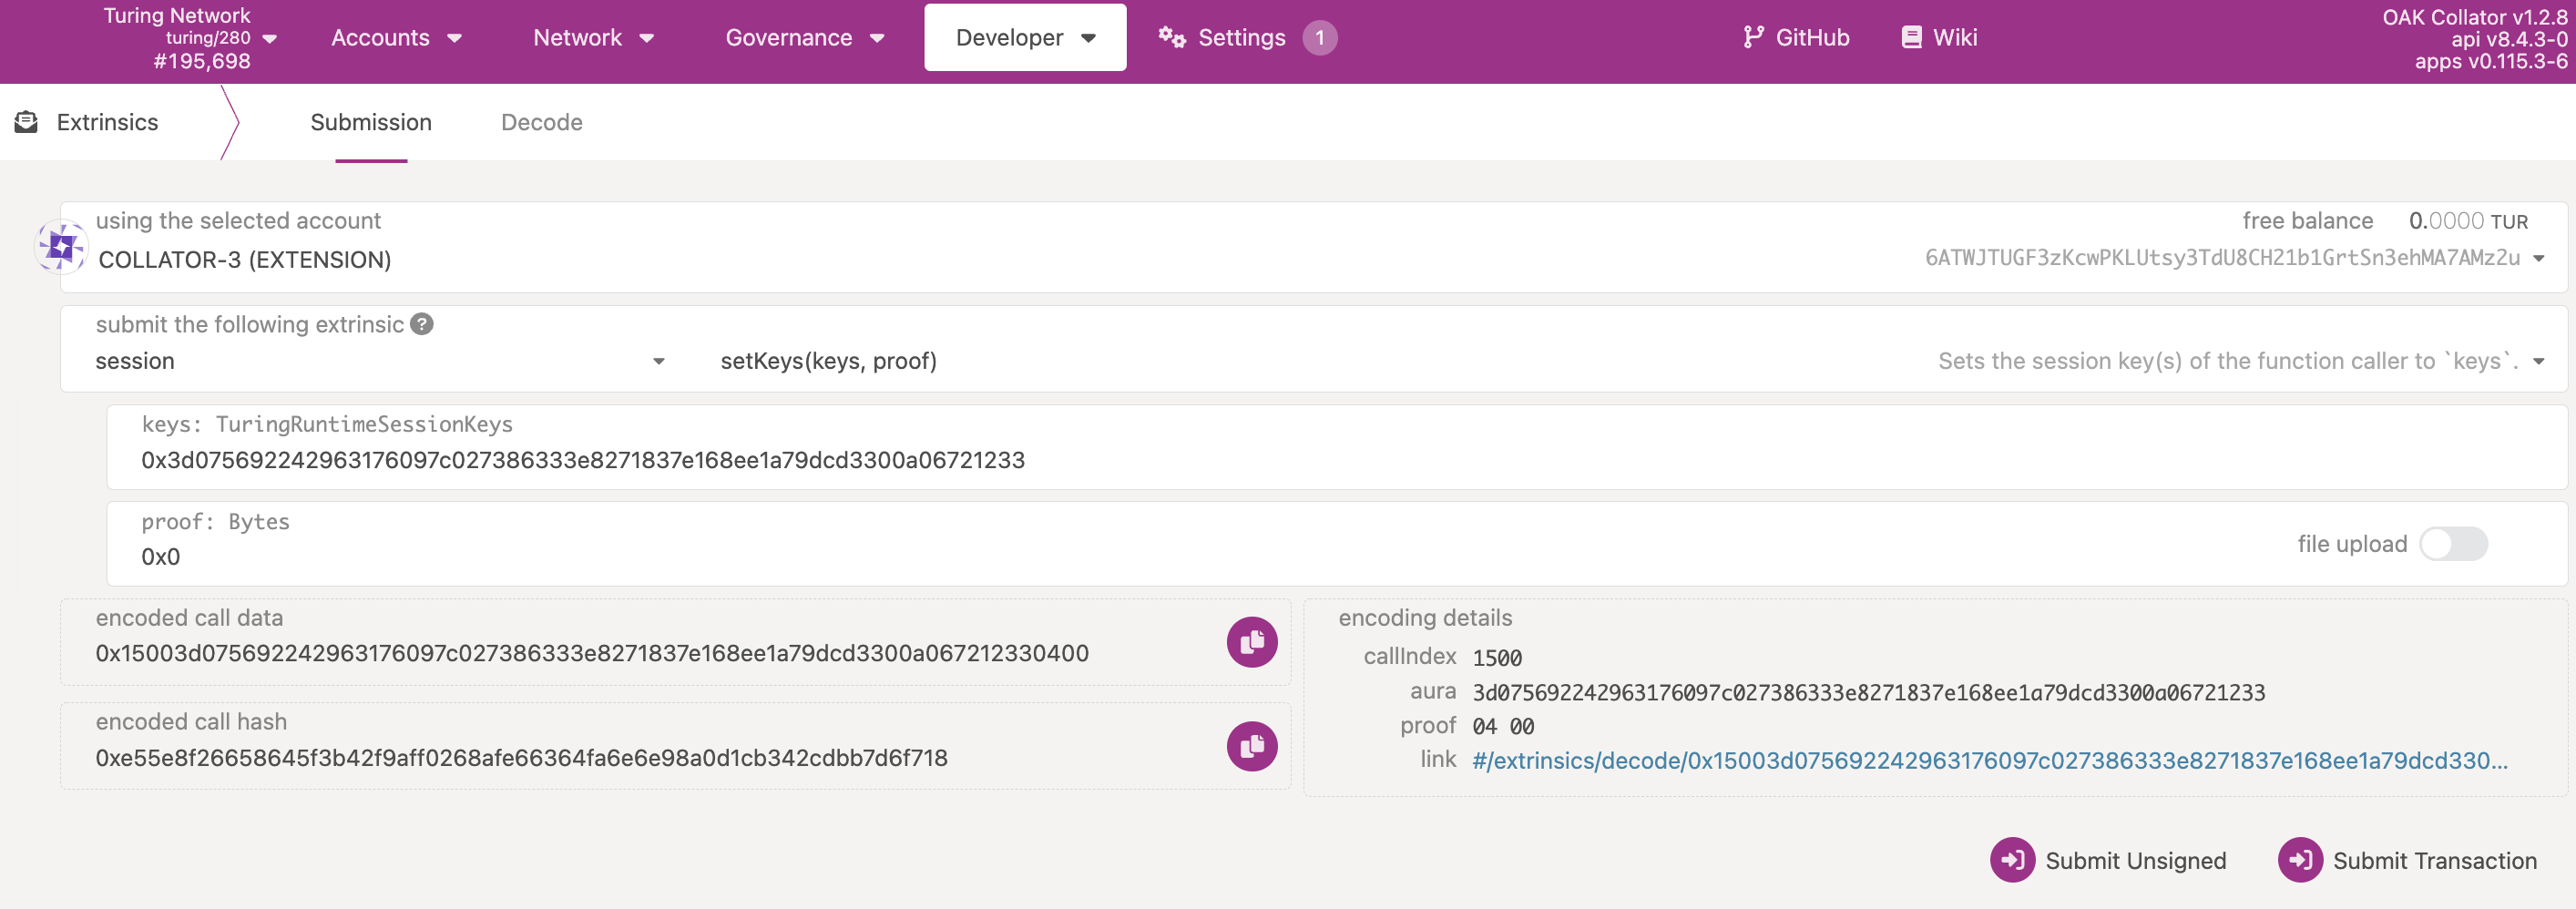 Turing Network
turing/280
#195,698
Accounts
Network
Governance
Developer
Settings 1
GitHub
Wiki
OAK Collator v1.2.8
api v8.4.3-0
apps v0.115.3-6
Extrinsics
Submission
Decode
using the selected account
COLLATOR-3 (EXTENSION)
free balance 0.0000 TUR
6ATWJTUGF3zKcwPKLUtsy3TdU8CH21b1GrtSn3ehMA7AMz2u
submit the following extrinsic ?
session
setKeys(keys, proof)
Sets the session key(s) of the function caller to `keys`.
keys: TuringRuntimeSessionKeys
0x3d075692242963176097c027386333e8271837e168ee1a79dcd3300a06721233
proof: Bytes
0x0
file upload
encoded call data
0x15003d075692242963176097c027386333e8271837e168ee1a79dcd3300a067212330400
encoded call hash
0xe55e8f26658645f3b42f9aff0268afe66364fa6e6e98a0d1cb342cdbb7d6f718
encoding details
callIndex 1500
aura 3d075692242963176097c027386333e8271837e168ee1a79dcd3300a06721233
proof 04 00
link #/extrinsics/decode/0x15003d075692242963176097c027386333e8271837e168ee1a79dcd330...
Submit Unsigned
Submit Transaction